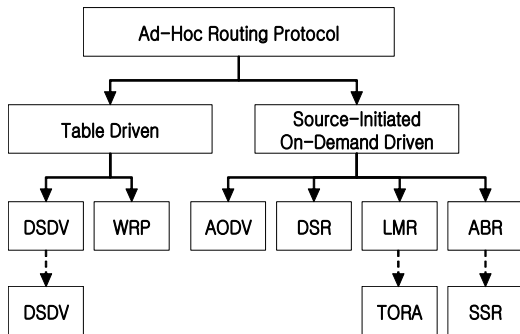 Ad-Hoc Routing Protocol
Table Driven
Source-Initiated
On-Demand Driven
DSDV
WRP
AODV
DSR
LMR
ABR
DSDV
TORA
SSR